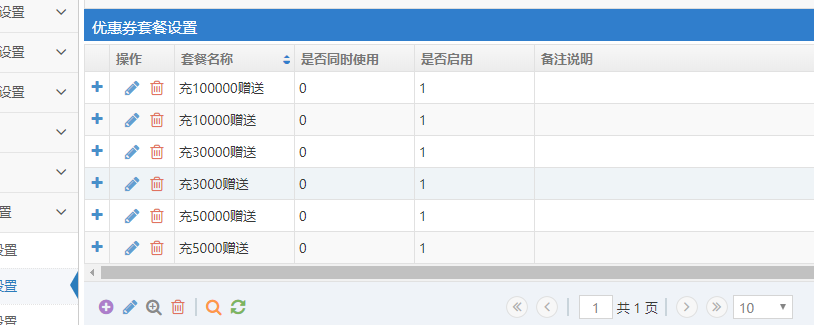 设置
优惠券套餐设置
操作 套餐名称 是否同时使用 是否启用 备注说明
设置
充100000赠送 0 1
设置
充10000赠送 0 1
充30000赠送 0 1
充3000赠送 0 1
置
充50000赠送 0 1
设置
充5000赠送 0 1
设置
1 共 1 页 10
设置